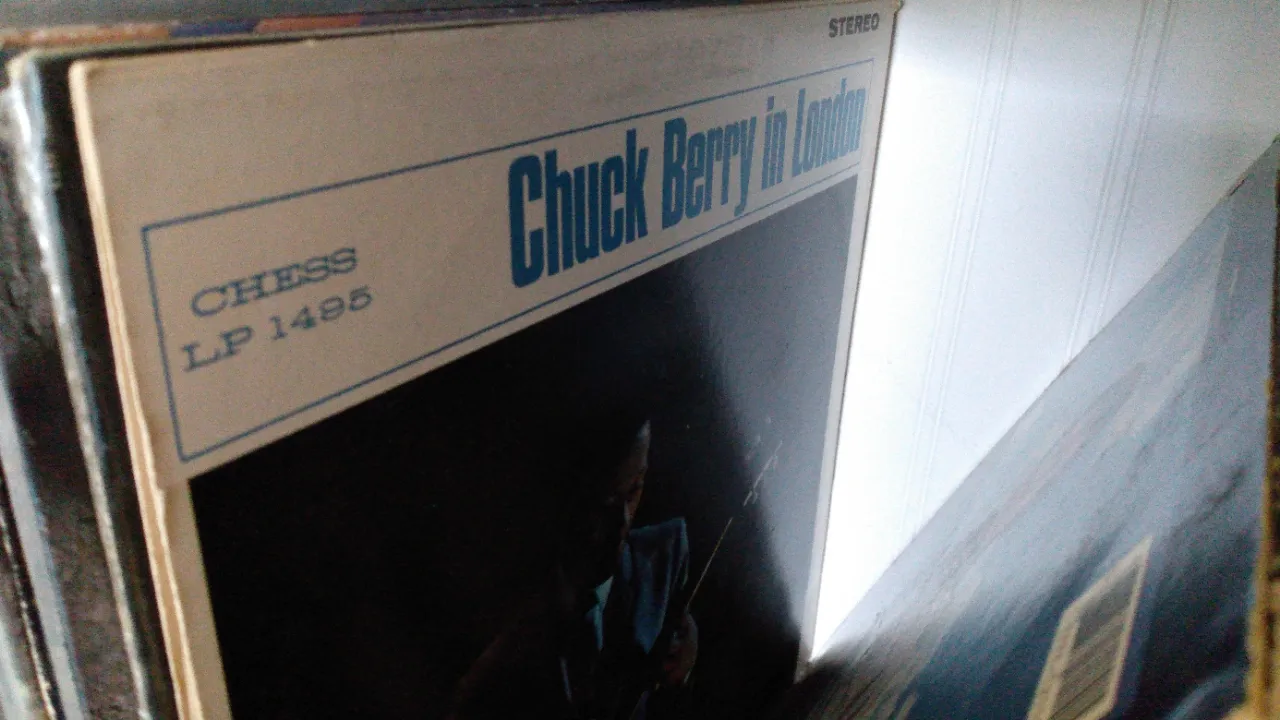 STEREO
Chuck Berry in London
CHESS
LP 1495